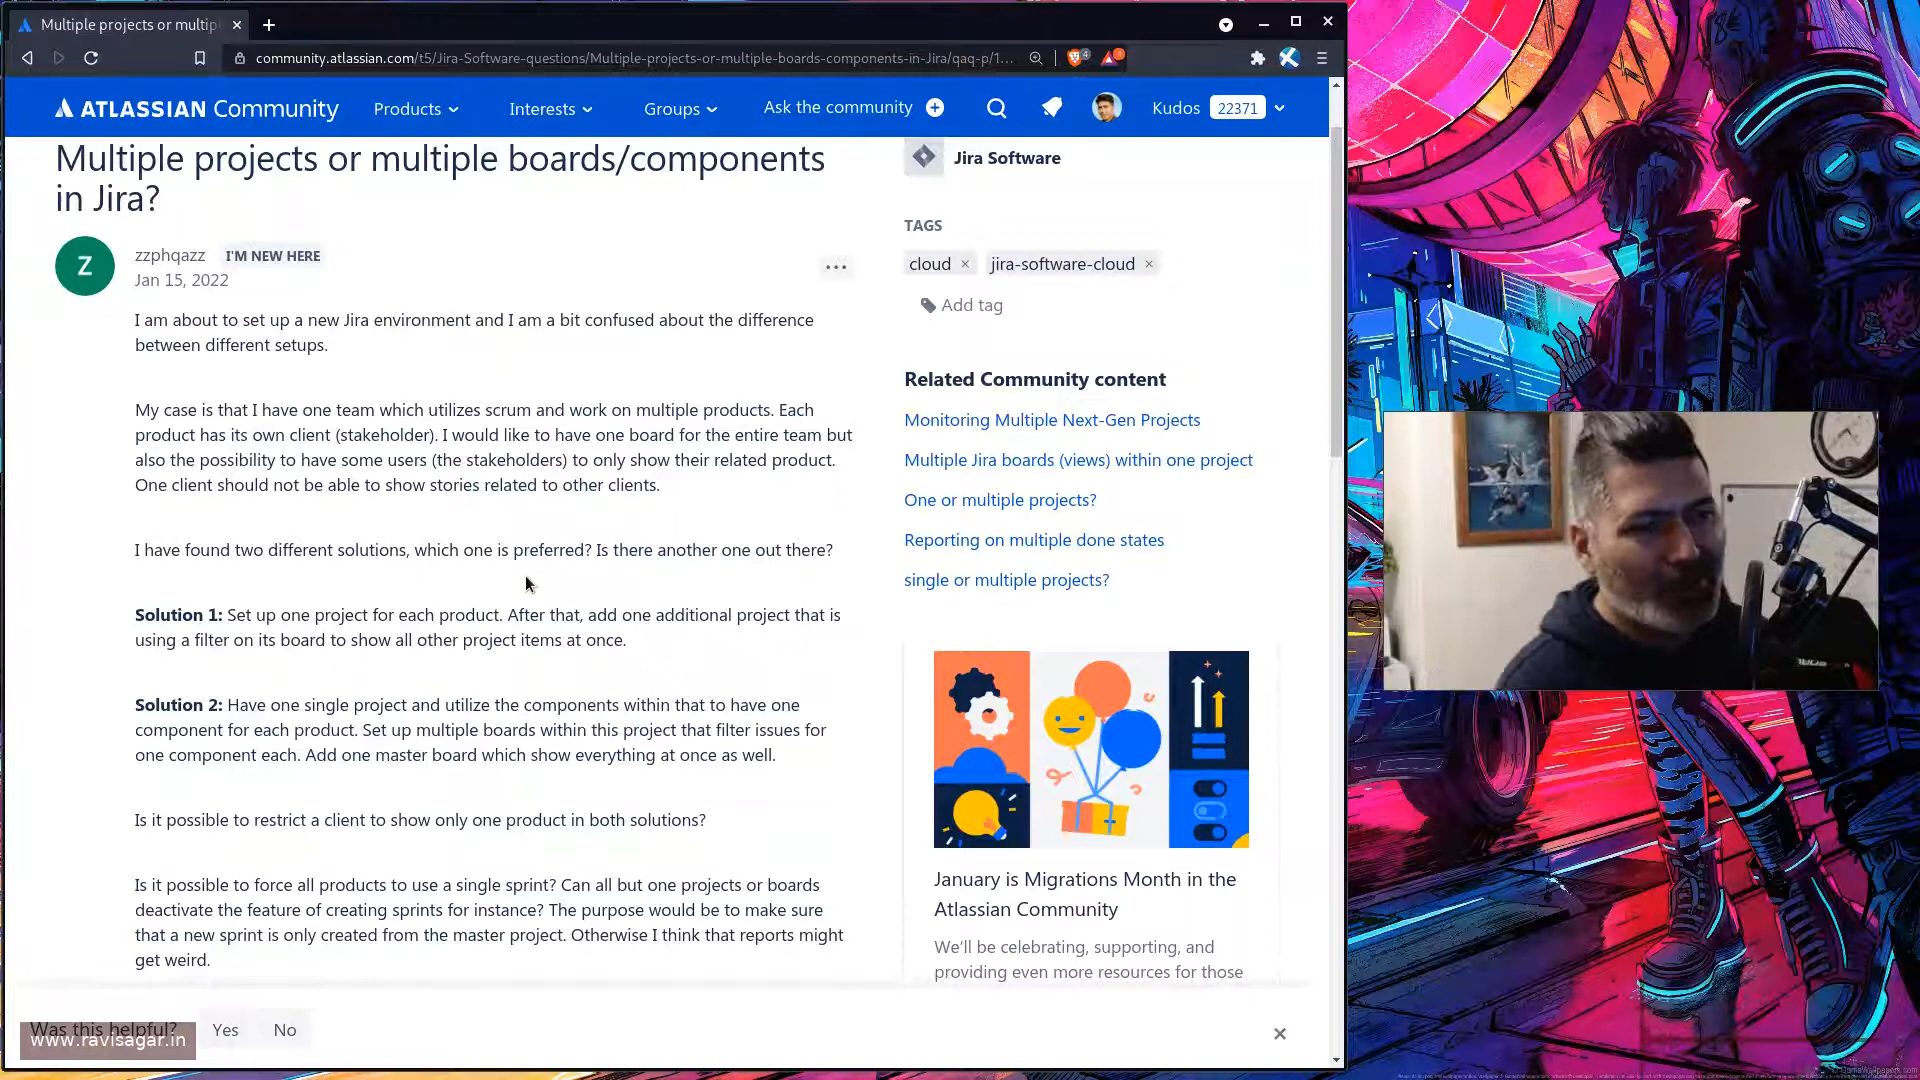 Multiple projects or multip
community.atlassian.com/t5/Jira-Software-questions/Multiple-projects-or-multiple-boards-components-in-Jira/qaq-p/1...
4
ATLASSIAN Community
Products
Interests
Groups
Ask the community
Kudos 22371
Multiple projects or multiple boards/components
in Jira?
Z
zzphqazz I'M NEW HERE
Jan 15, 2022
I am about to set up a new Jira environment and I am a bit confused about the difference
between different setups.
My case is that I have one team which utilizes scrum and work on multiple products. Each
product has its own client (stakeholder). I would like to have one board for the entire team but
also the possibility to have some users (the stakeholders) to only show their related product.
One client should not be able to show stories related to other clients.
I have found two different solutions, which one is preferred? Is there another one out there?
Solution 1: Set up one project for each product. After that, add one additional project that is
using a filter on its board to show all other project items at once.
Solution 2: Have one single project and utilize the components within that to have one
component for each product. Set up multiple boards within this project that filter issues for
one component each. Add one master board which show everything at once as well.
Is it possible to restrict a client to show only one product in both solutions?
Is it possible to force all products to use a single sprint? Can all but one projects or boards
deactivate the feature of creating sprints for instance? The purpose would be to make sure
that a new sprint is only created from the master project. Otherwise I think that reports might
get weird.
Jira Software
TAGS
cloud × jira-software-cloud ×
Add tag
Related Community content
Monitoring Multiple Next-Gen Projects
Multiple Jira boards (views) within one project
One or multiple projects?
Reporting on multiple done states
single or multiple projects?
January is Migrations Month in the
Atlassian Community
We'll be celebrating, supporting, and
providing even more resources for those
Was this helpful? Yes No
www.ravisagar.in